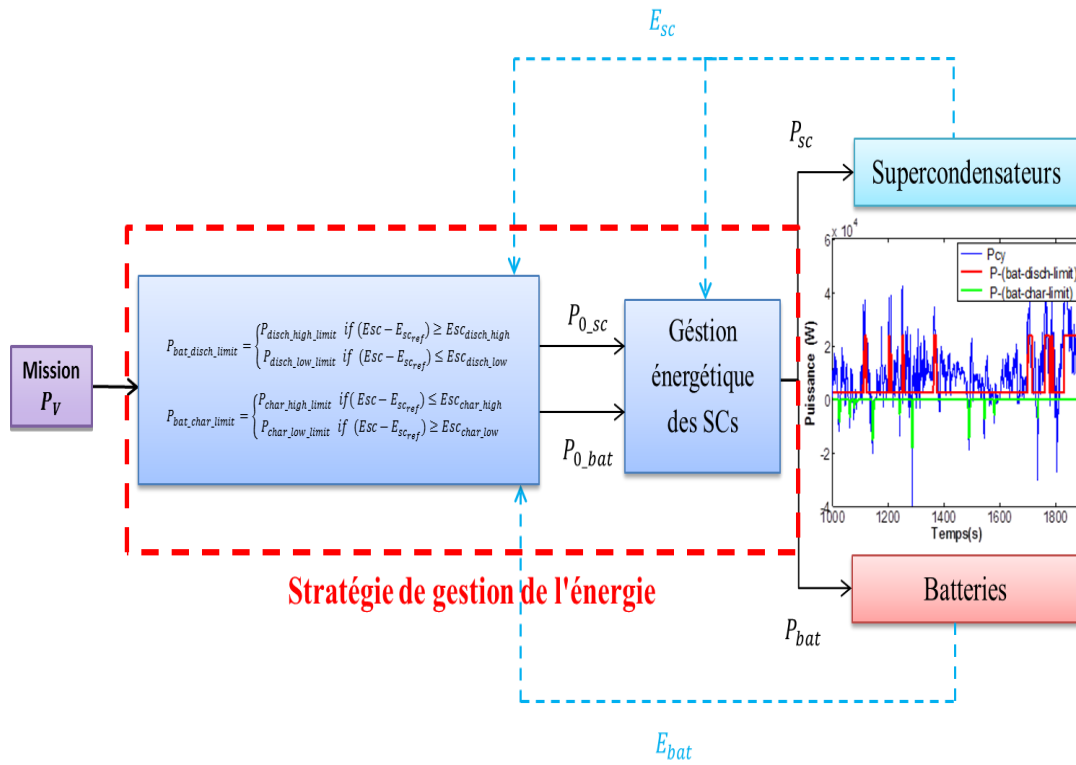 E_sc
P_sc
Supercondensateurs
Mission
P_V
P_bat_disch_limit = { P_disch_high_limit if (Esc − E_sc_ref) ≥ Esc_disch_high
P_disch_low_limit if (Esc − E_sc_ref) ≤ Esc_disch_low
P_bat_char_limit = { P_char_high_limit if(Esc − E_sc_ref) ≤ Esc_char_high
P_char_low_limit if (Esc − E_sc_ref) ≥ Esc_char_low
P_0_sc
P_0_bat
Géstion
énergétique
des SCs
× 10^4
6
4
2
0
-2
-4
Puissance (W)
Pcy
P-(bat-disch-limit)
P-(bat-char-limit)
1000 1200 1400 1600 1800
Temps(s)
Stratégie de gestion de l'énergie
Batteries
P_bat
E_bat